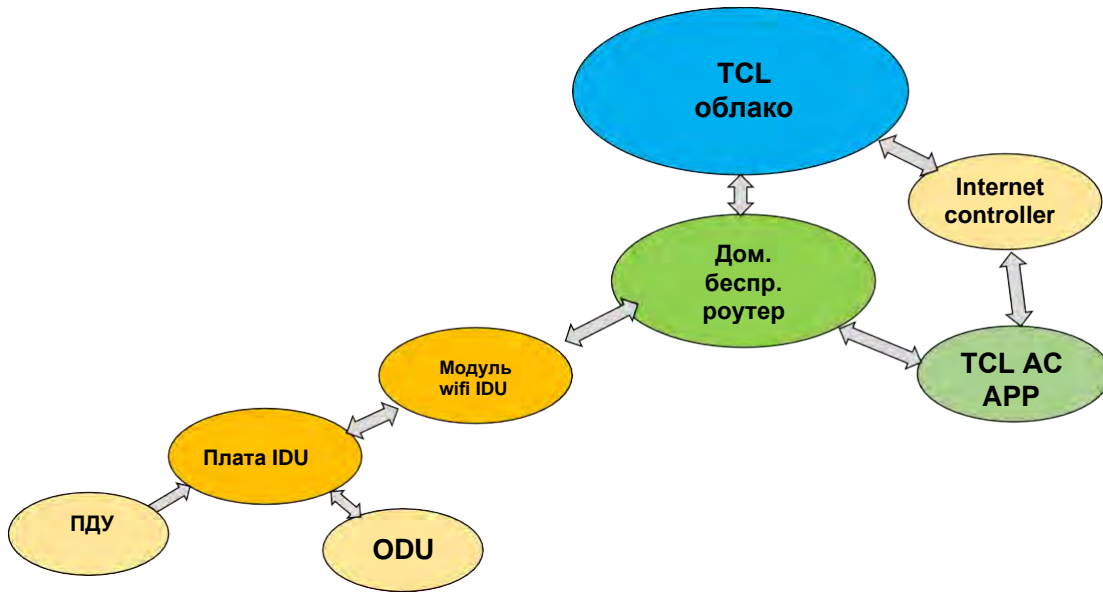 TCL
облако
Internet
controller
Дом.
беспр.
роутер
TCL AC
APP
Модуль
wifi IDU
Плата IDU
ПДУ
ODU